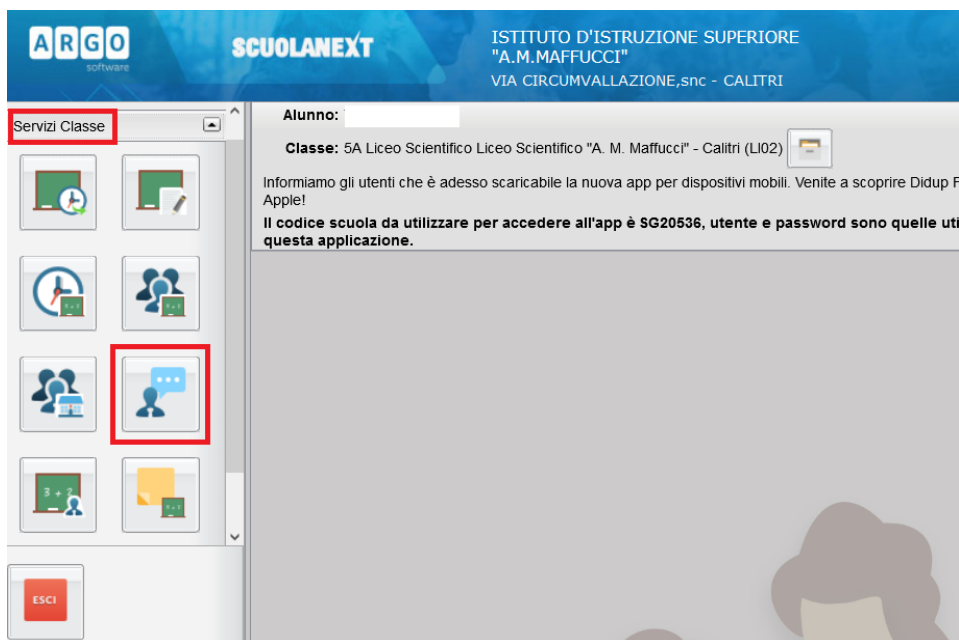 ARGO
software
SCUOLANEXT
ISTITUTO D'ISTRUZIONE SUPERIORE
"A.M.MAFFUCCI"
VIA CIRCUMVALLAZIONE,snc - CALITRI
Servizi Classe
Alunno:
Classe: 5A Liceo Scientifico Liceo Scientifico "A. M. Maffucci" - Calitri (LI02)
Informiamo gli utenti che è adesso scaricabile la nuova app per dispositivi mobili. Venite a scoprire Didup F
Apple!
Il codice scuola da utilizzare per accedere all'app è SG20536, utente e password sono quelle uti
questa applicazione.
3 + 2
ESCI